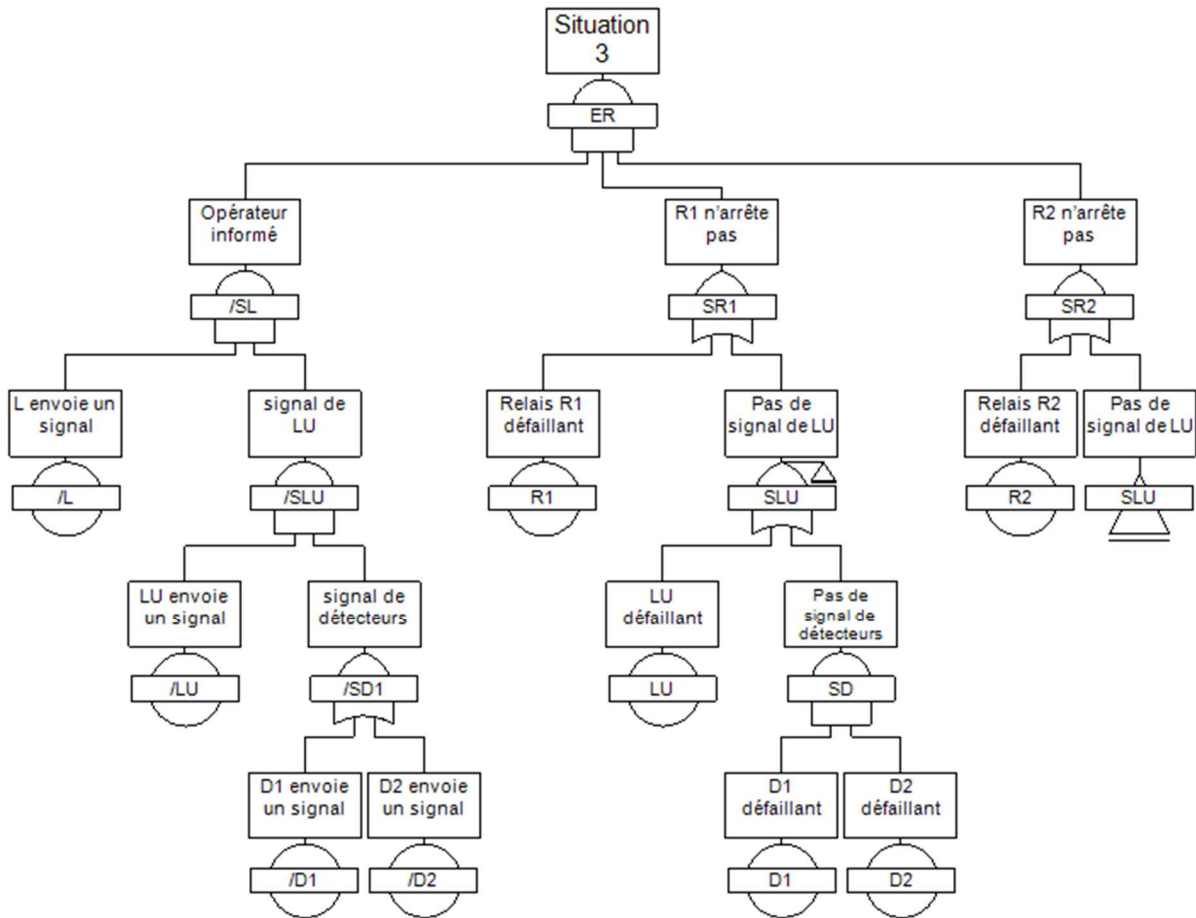 Situation
3
ER
Opérateur
informé
R1 n'arrête
pas
R2 n'arrête
pas
/SL
SR1
SR2
L envoie un
signal
signal de
LU
Relais R1
défaillant
Pas de
signal de LU
Relais R2
défaillant
Pas de
signal de LU
/L
/SLU
R1
SLU
R2
SLU
LU envoie
un signal
signal de
détecteurs
LU
défaillant
Pas de
signal de
détecteurs
/LU
/SD1
LU
SD
D1 envoie
un signal
D2 envoie
un signal
D1
défaillant
D2
défaillant
/D1
/D2
D1
D2